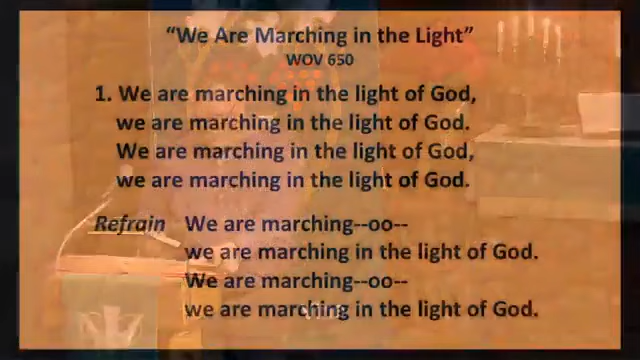 “We Are Marching in the Light”
WOV 650
1. We are marching in the light of God,
we are marching in the light of God.
We are marching in the light of God,
we are marching in the light of God.
Refrain We are marching--oo--
we are marching in the light of God.
We are marching--oo--
we are marching in the light of God.